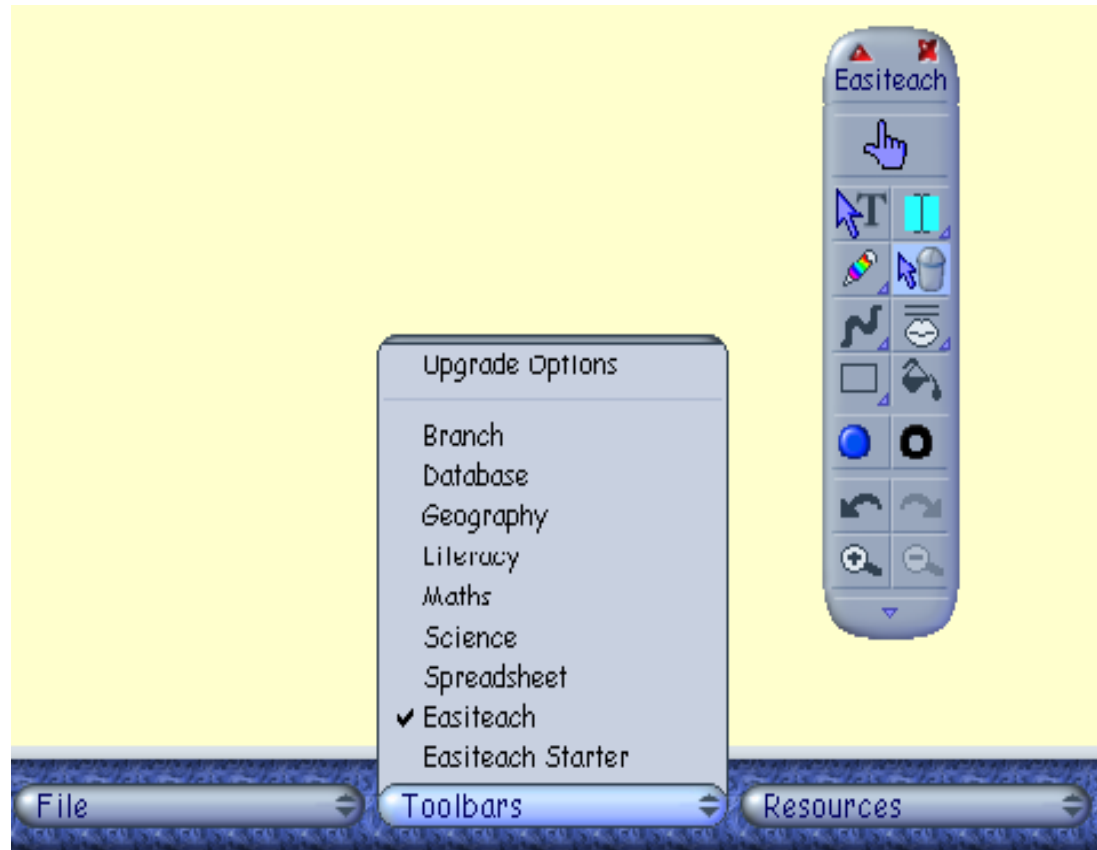 Easiteach
T
Upgrade Options
Branch
Database
Geography
Literacy
Maths
Science
Spreadsheet
Easiteach
Easiteach Starter
File
Toolbars
Resources